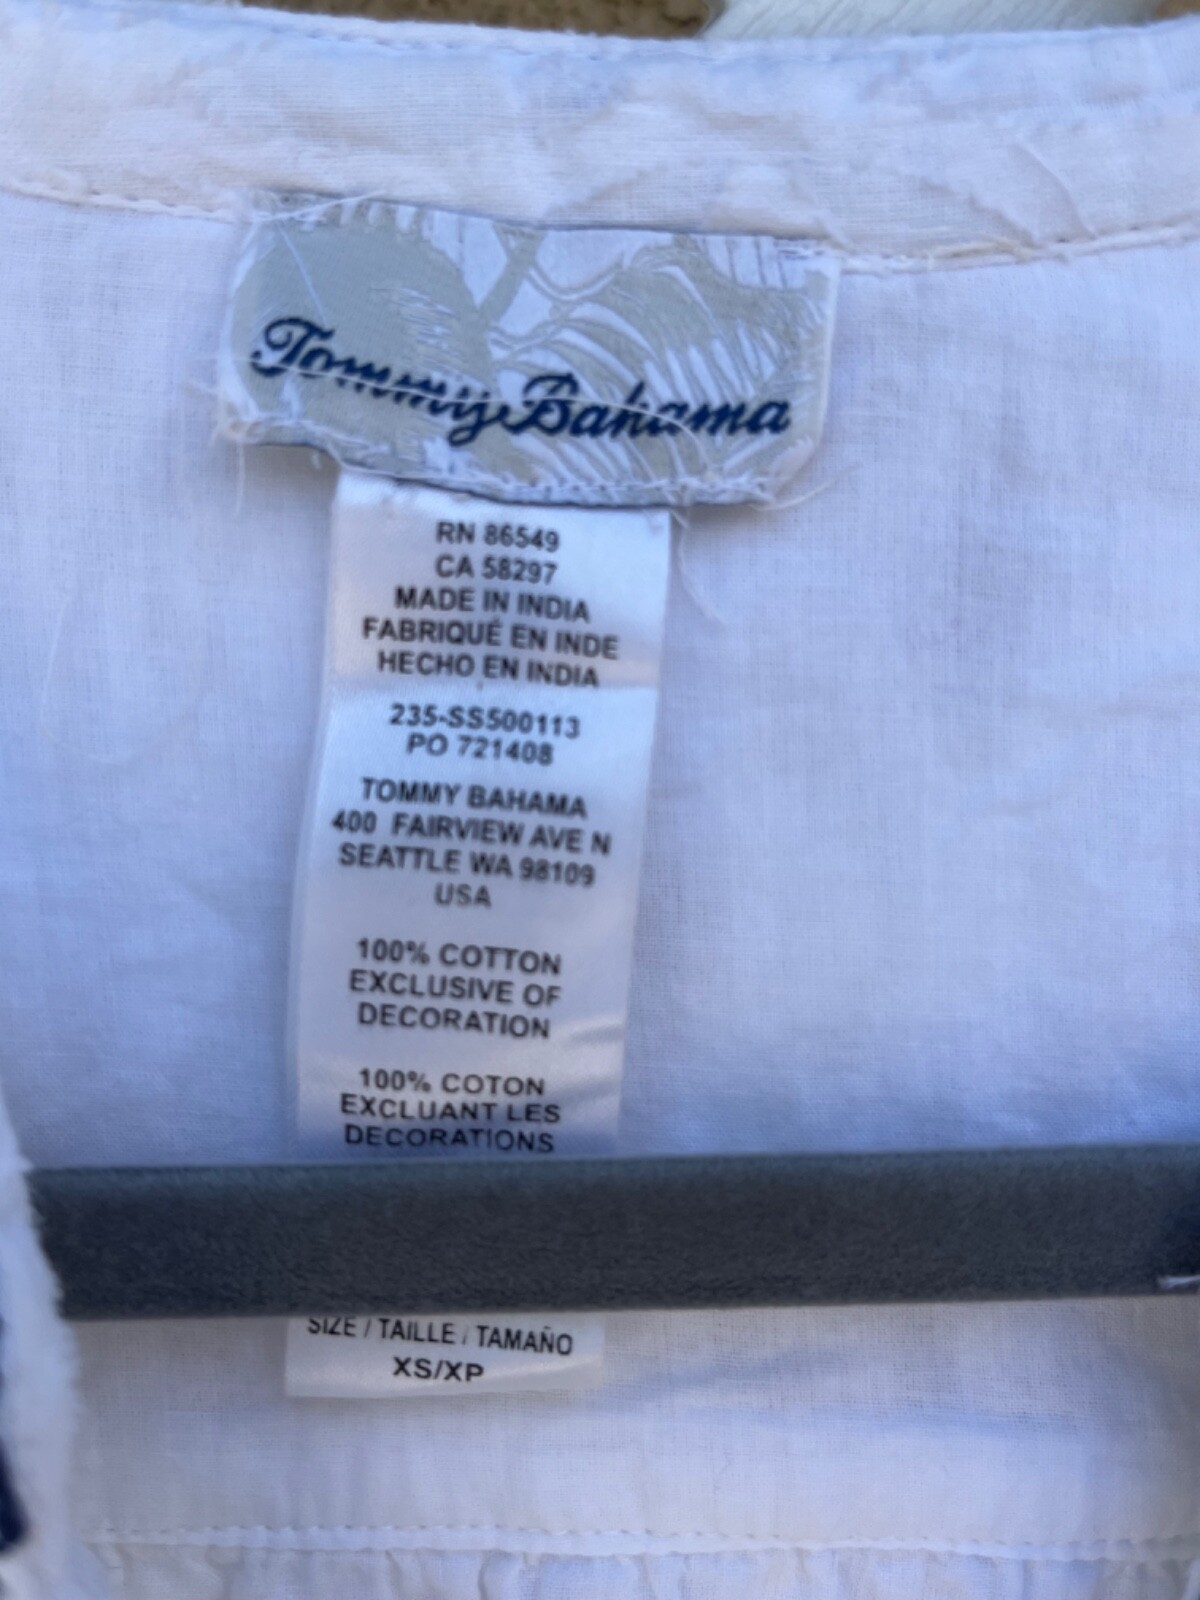 Tommy Bahama
RN 86549
CA 58297
MADE IN INDIA
FABRIQUÉ EN INDE
HECHO EN INDIA
235-SS500113
PO 721408
TOMMY BAHAMA
400 FAIRVIEW AVE N
SEATTLE WA 98109
USA
100% COTTON
EXCLUSIVE OF
DECORATION
100% COTON
EXCLUANT LES
DECORATIONS
SIZE / TAILLE / TAMAÑO
XS/XP